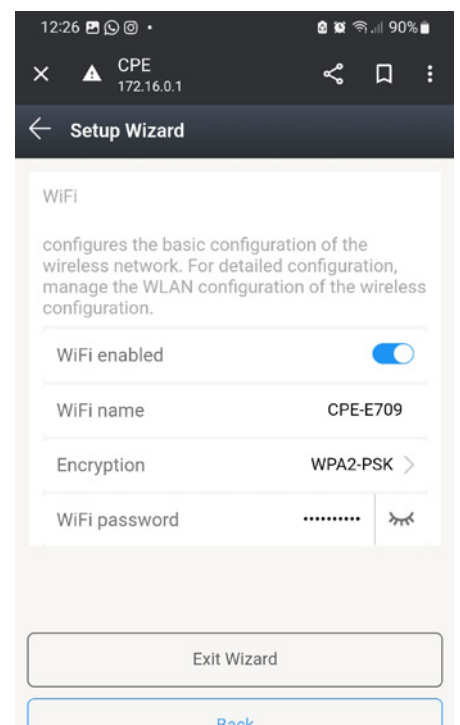 12:26 90%
CPE
172.16.0.1
Setup Wizard
WiFi
configures the basic configuration of the
wireless network. For detailed configuration,
manage the WLAN configuration of the wireless
configuration.
WiFi enabled
WiFi name CPE-E709
Encryption WPA2-PSK
WiFi password ••••••••••
Exit Wizard
Back